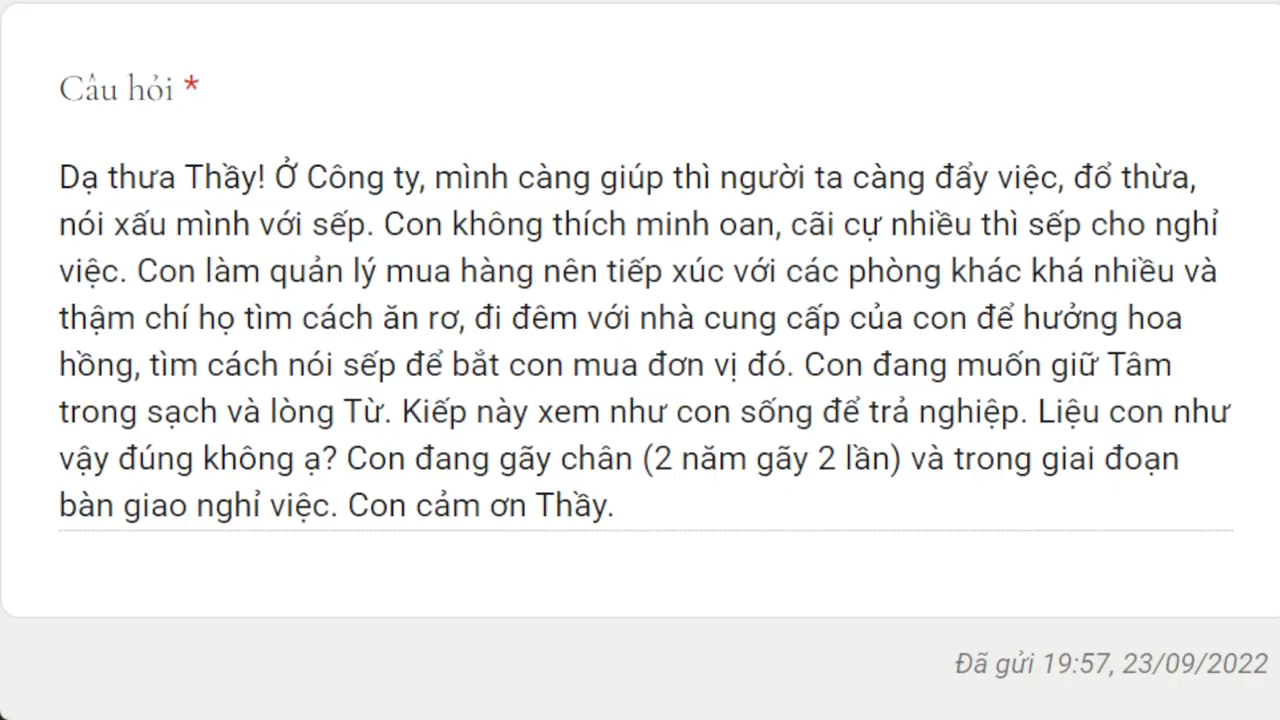 Câu hỏi *
Dạ thưa Thầy! Ở Công ty, mình càng giúp thì người ta càng đẩy việc, đổ thừa,
nói xấu mình với sếp. Con không thích minh oan, cãi cự nhiều thì sếp cho nghỉ
việc. Con làm quản lý mua hàng nên tiếp xúc với các phòng khác khá nhiều và
thậm chí họ tìm cách ăn rơ, đi đêm với nhà cung cấp của con để hưởng hoa
hồng, tìm cách nói sếp để bắt con mua đơn vị đó. Con đang muốn giữ Tâm
trong sạch và lòng Từ. Kiếp này xem như con sống để trả nghiệp. Liệu con như
vậy đúng không ạ? Con đang gãy chân (2 năm gãy 2 lần) và trong giai đoạn
bàn giao nghỉ việc. Con cảm ơn Thầy.
Đã gửi 19:57, 23/09/2022